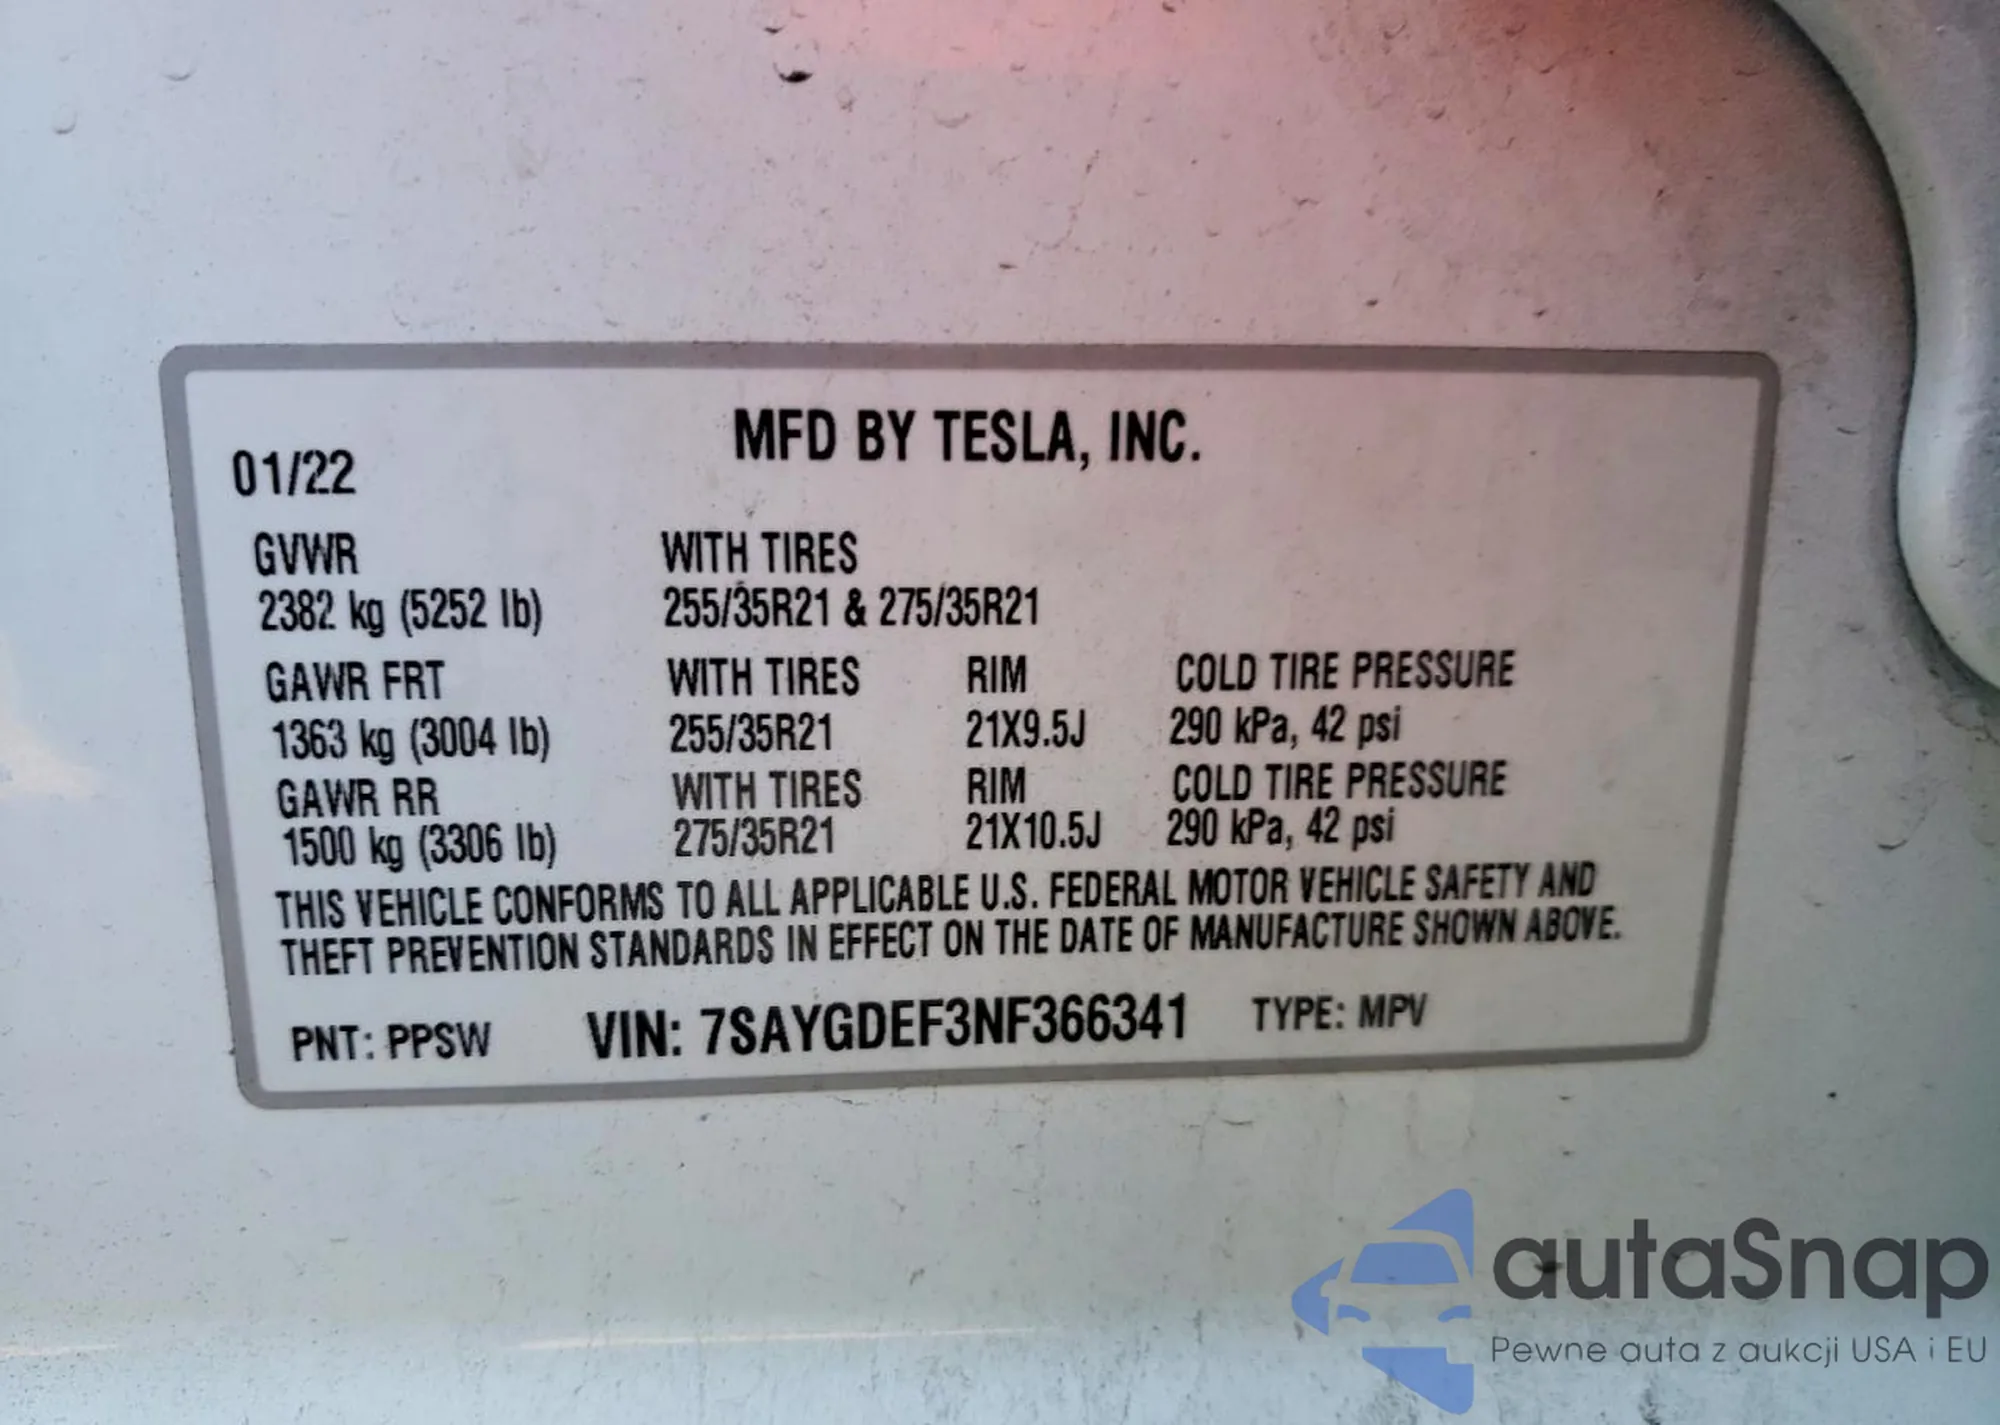 MFD BY TESLA, INC.
01/22
GVWR WITH TIRES
2382 kg (5252 lb) 255/35R21 & 275/35R21
GAWR FRT WITH TIRES RIM COLD TIRE PRESSURE
1363 kg (3004 lb) 255/35R21 21X9.5J 290 kPa, 42 psi
GAWR RR WITH TIRES RIM COLD TIRE PRESSURE
1500 kg (3306 lb) 275/35R21 21X10.5J 290 kPa, 42 psi
THIS VEHICLE CONFORMS TO ALL APPLICABLE U.S. FEDERAL MOTOR VEHICLE SAFETY AND
THEFT PREVENTION STANDARDS IN EFFECT ON THE DATE OF MANUFACTURE SHOWN ABOVE.
PNT: PPSW VIN: 7SAYGDEF3NF366341 TYPE: MPV
autaSnap
Pewne auta z aukcji USA i EU